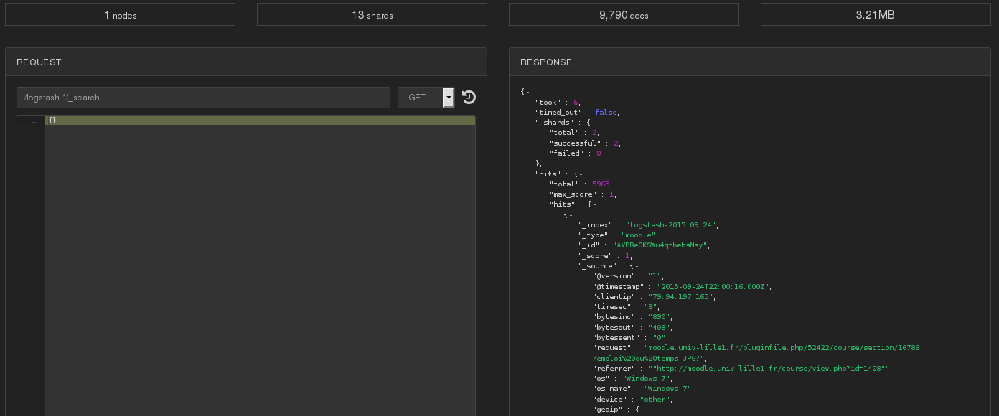 1 nodes
13 shards
9,790 docs
3.21MB
REQUEST
/logstash-*/_search
GET
1 {}
RESPONSE
{-
"took" : 6,
"timed_out" : false,
"_shards" : {-
"total" : 2,
"successful" : 2,
"failed" : 0
},
"hits" : {-
"total" : 5965,
"max_score" : 1,
"hits" : [-
{-
"_index" : "logstash-2015.09.24",
"_type" : "moodle",
"_id" : "AVBReOKSWu4qfbebsNsy",
"_score" : 1,
"_source" : {-
"@version" : "1",
"@timestamp" : "2015-09-24T22:00:16.000Z",
"clientip" : "79.94.197.165",
"timesec" : "3",
"bytesinc" : "890",
"bytesout" : "408",
"bytessent" : "0",
"request" : "moodle.univ-lille1.fr/pluginfile.php/52422/course/section/16786
/emploi%20du%20temps.JPG?",
"referrer" : ""http://moodle.univ-lille1.fr/course/view.php?id=1408"",
"os" : "Windows 7",
"os_name" : "Windows 7",
"device" : "other",
"geoip" : {-